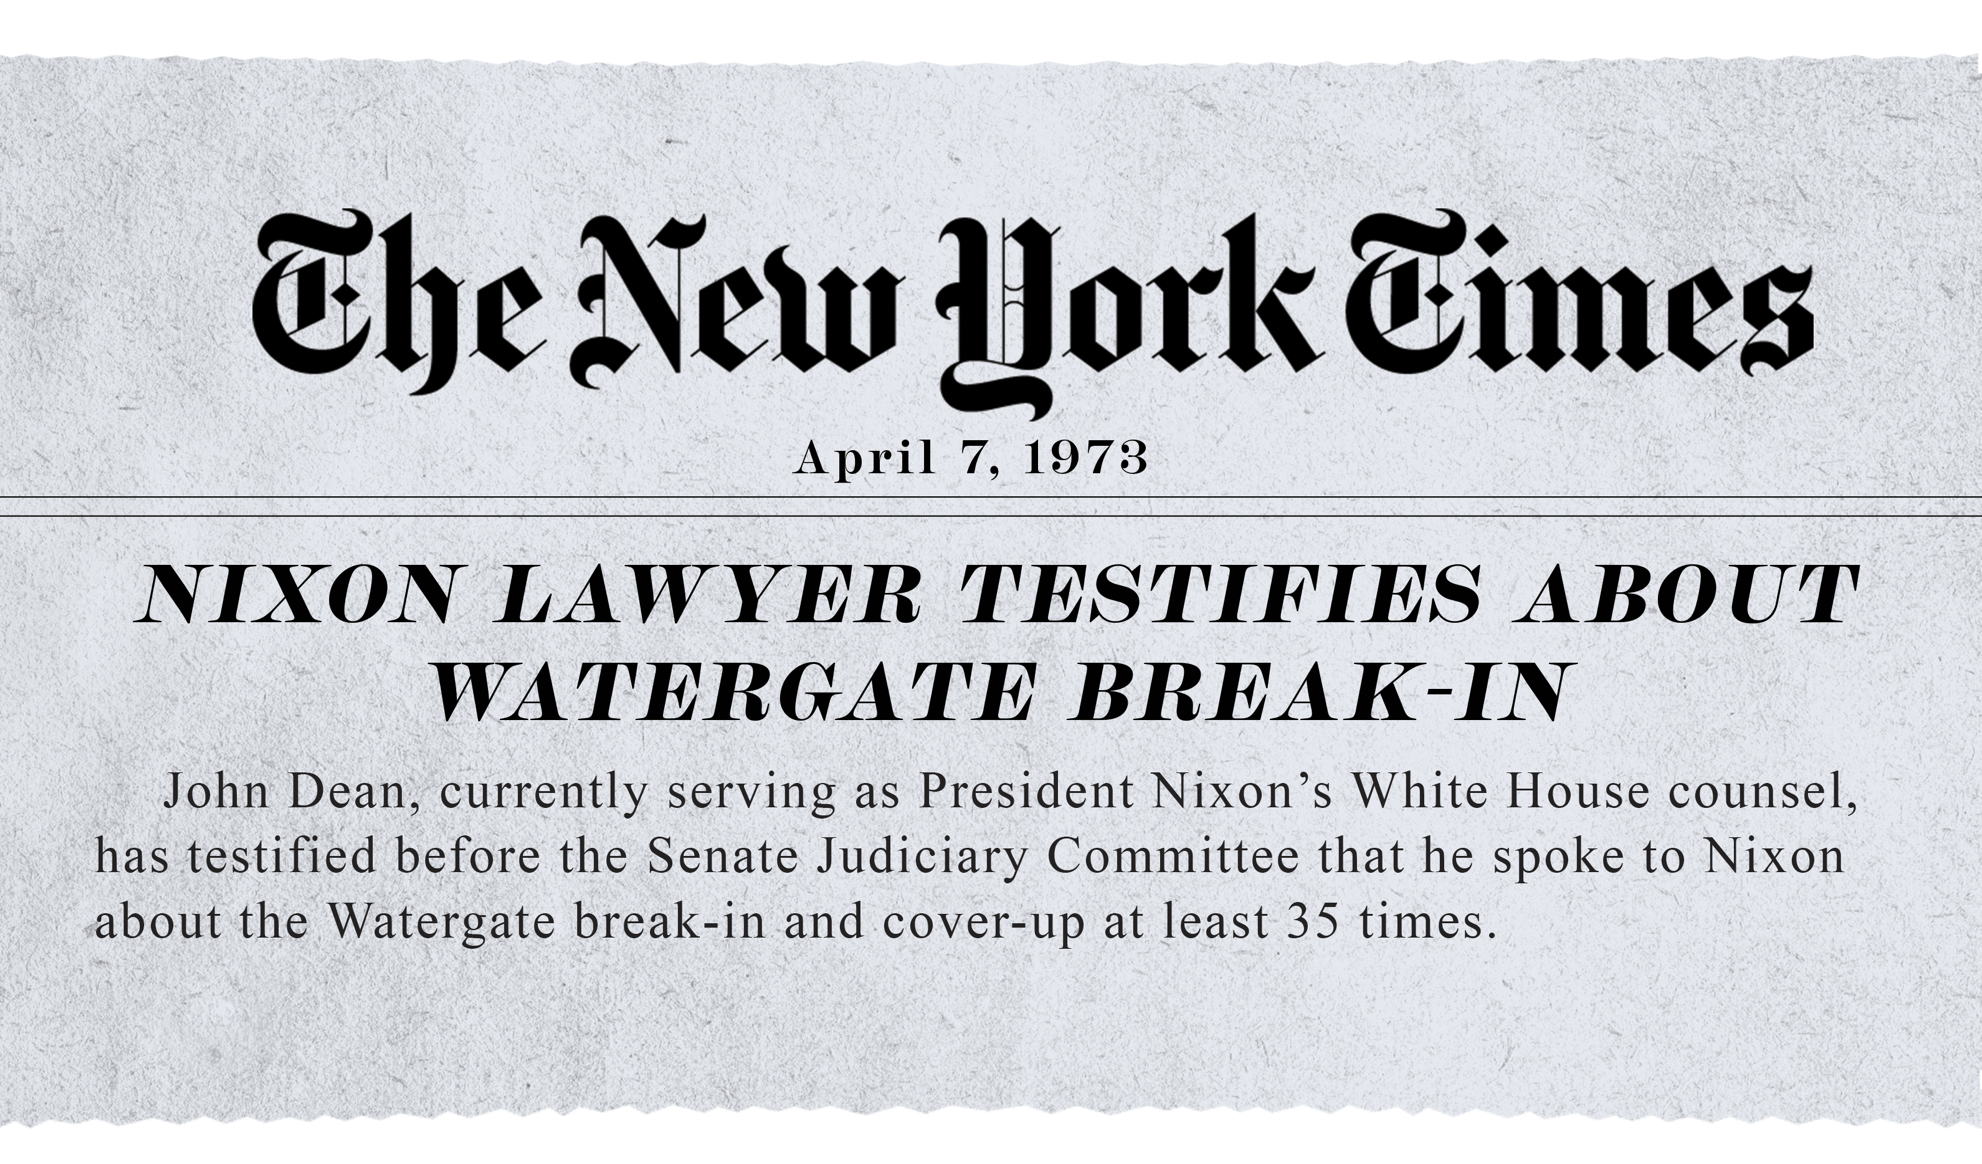 The New York Times
April 7, 1973
NIXON LAWYER TESTIFIES ABOUT
WATERGATE BREAK-IN
John Dean, currently serving as President Nixon’s White House counsel,
has testified before the Senate Judiciary Committee that he spoke to Nixon
about the Watergate break-in and cover-up at least 35 times.